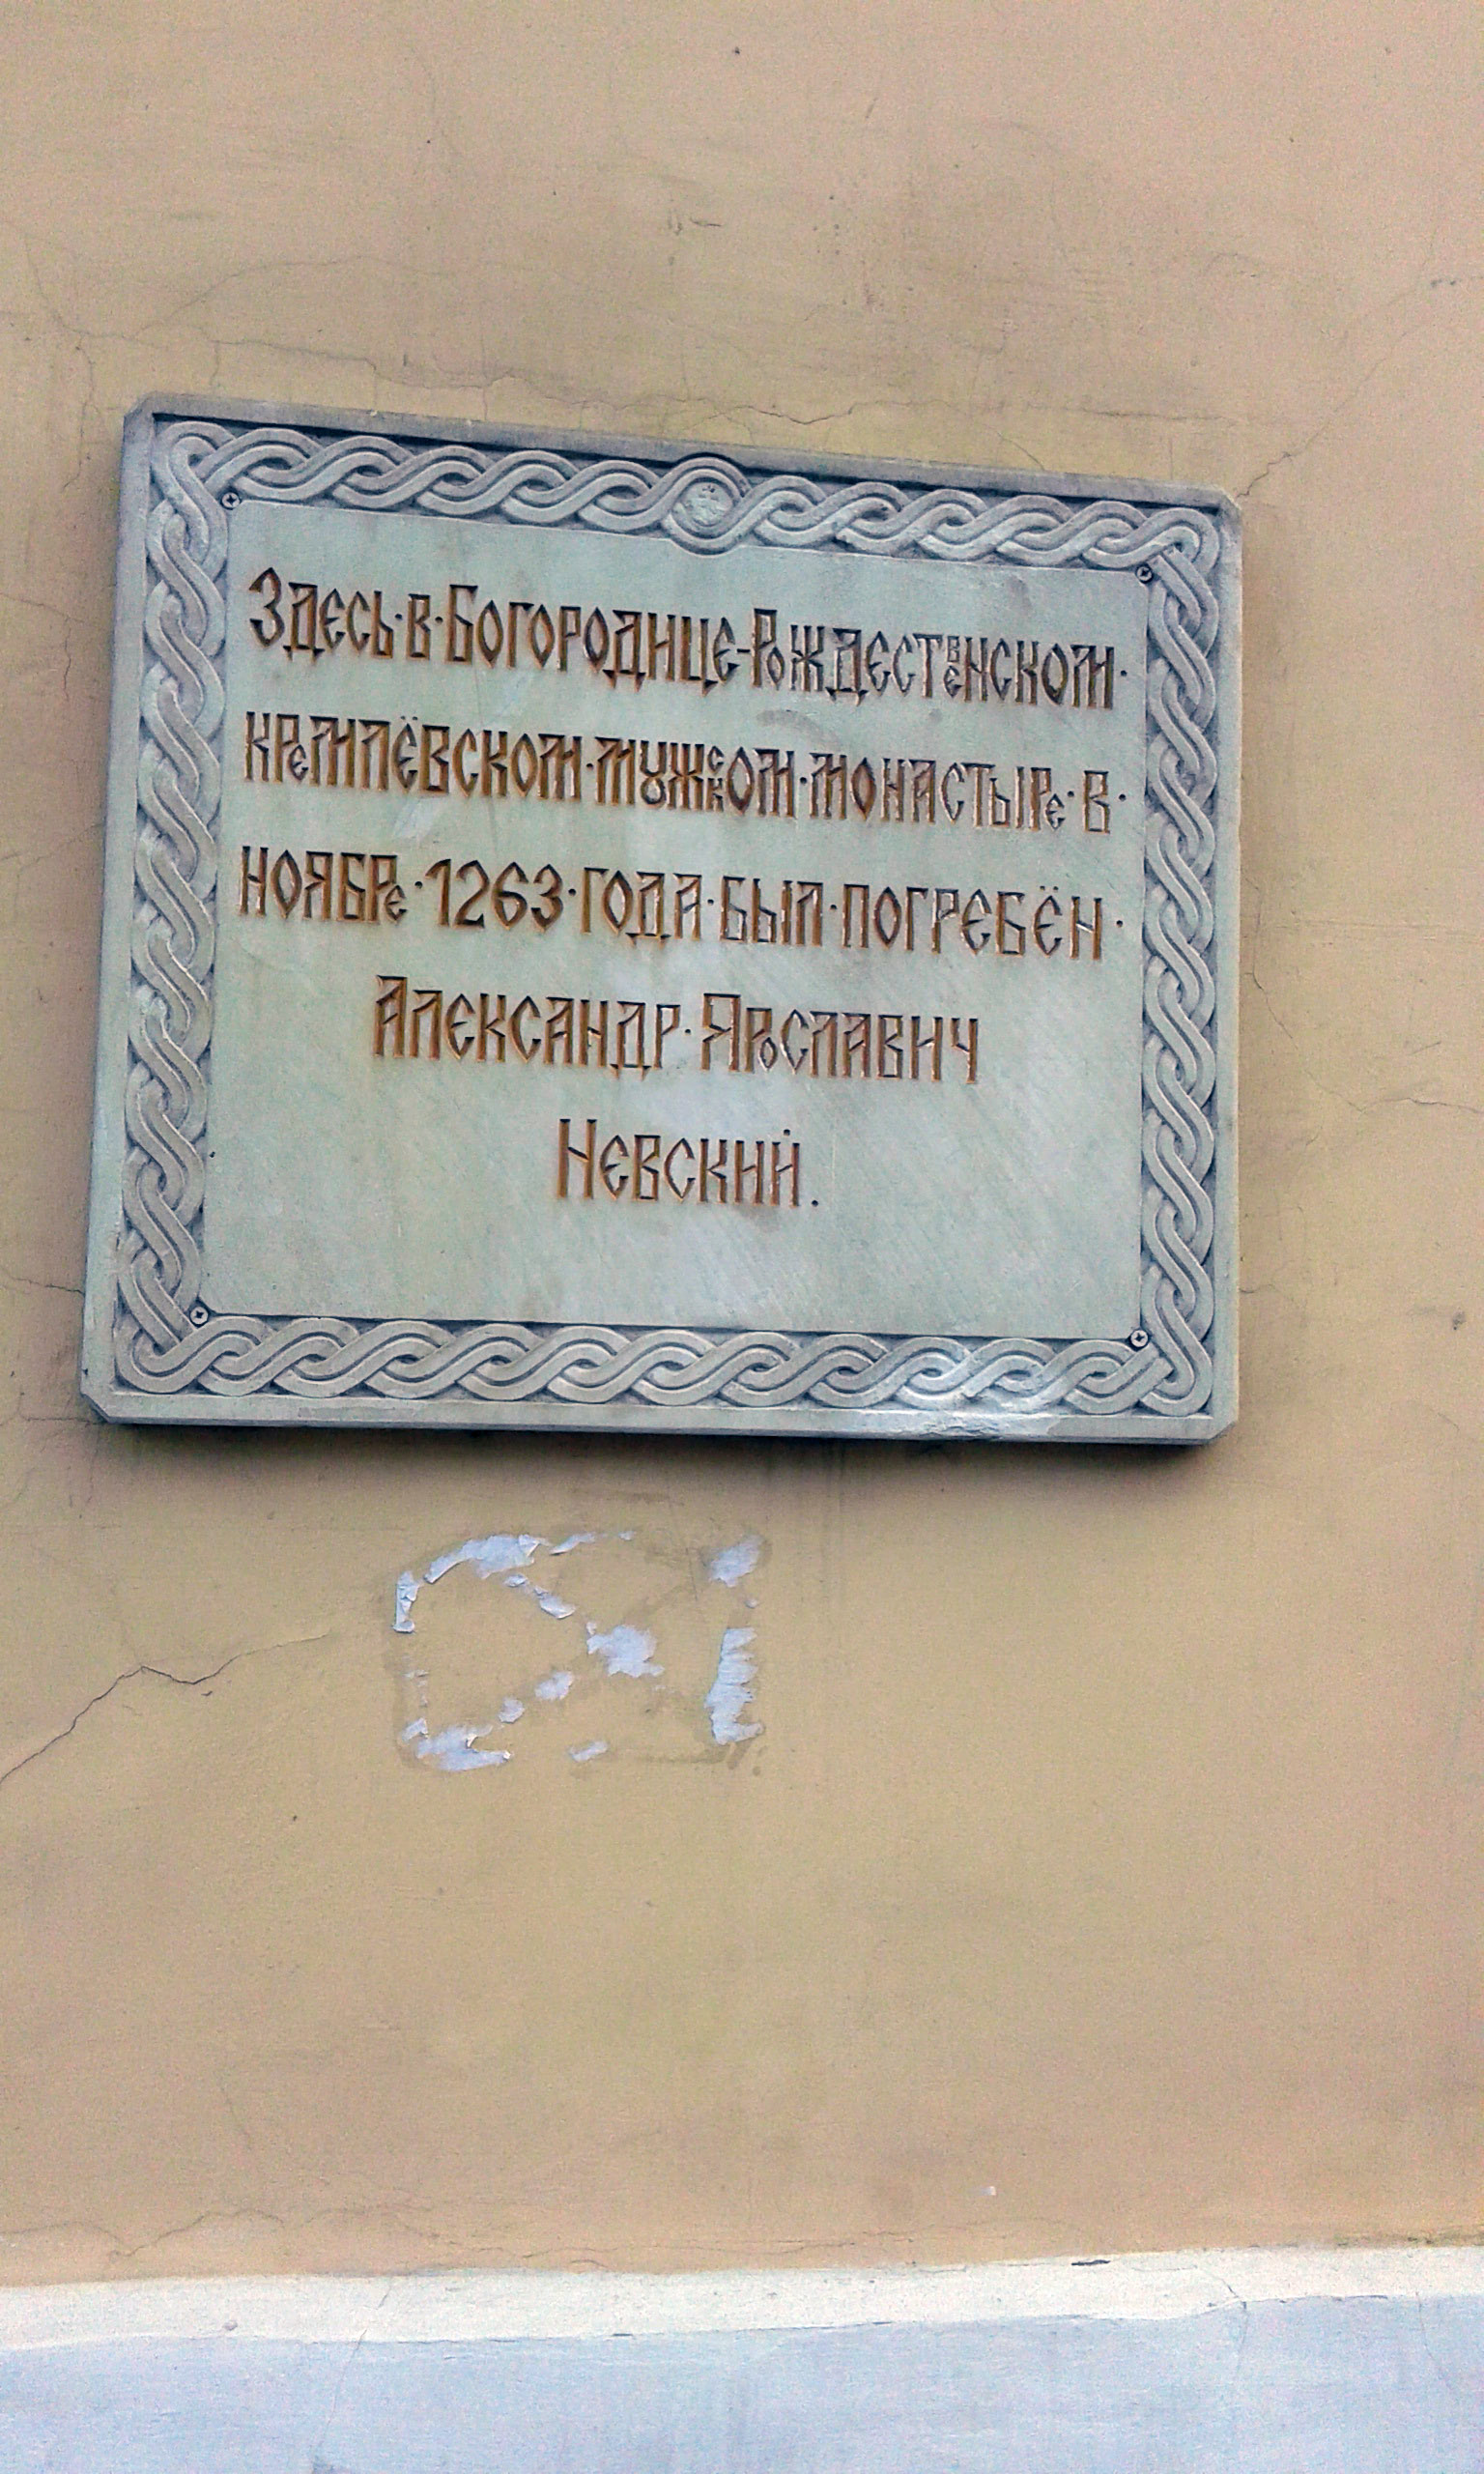 Здесь·в·Богородице-Рождественском·
кремлёвском·мужском·монастыре·в·
ноябре·1263·года·был·погребён·
Александр·Ярославич
Невский.